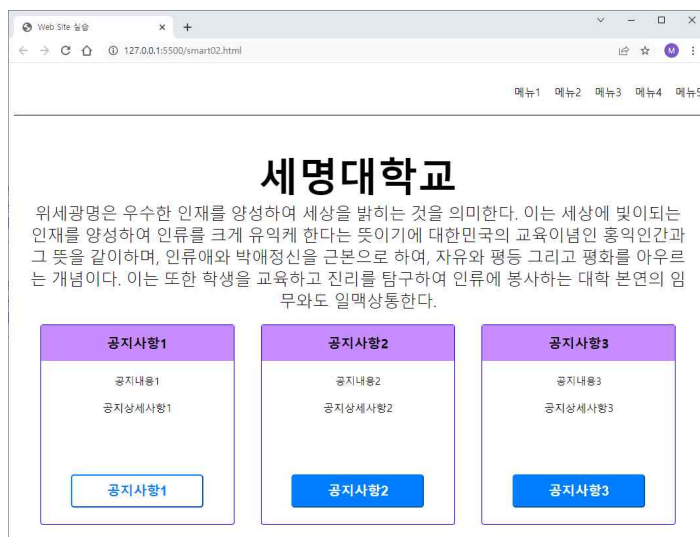 Web Site 실습
127.0.0.1:5500/smart02.html
M
메뉴1 메뉴2 메뉴3 메뉴4 메뉴5
세명대학교
위세광명은 우수한 인재를 양성하여 세상을 밝히는 것을 의미한다. 이는 세상에 빛이되는
인재를 양성하여 인류를 크게 유익케 한다는 뜻이기에 대한민국의 교육이념인 홍익인간과
그 뜻을 같이하며, 인류애와 박애정신을 근본으로 하여, 자유와 평등 그리고 평화를 아우르
는 개념이다. 이는 또한 학생을 교육하고 진리를 탐구하여 인류에 봉사하는 대학 본연의 임
무와도 일맥상통한다.
공지사항1 공지사항2 공지사항3
공지내용1 공지내용2 공지내용3
공지상세사항1 공지상세사항2 공지상세사항3
공지사항1 공지사항2 공지사항3